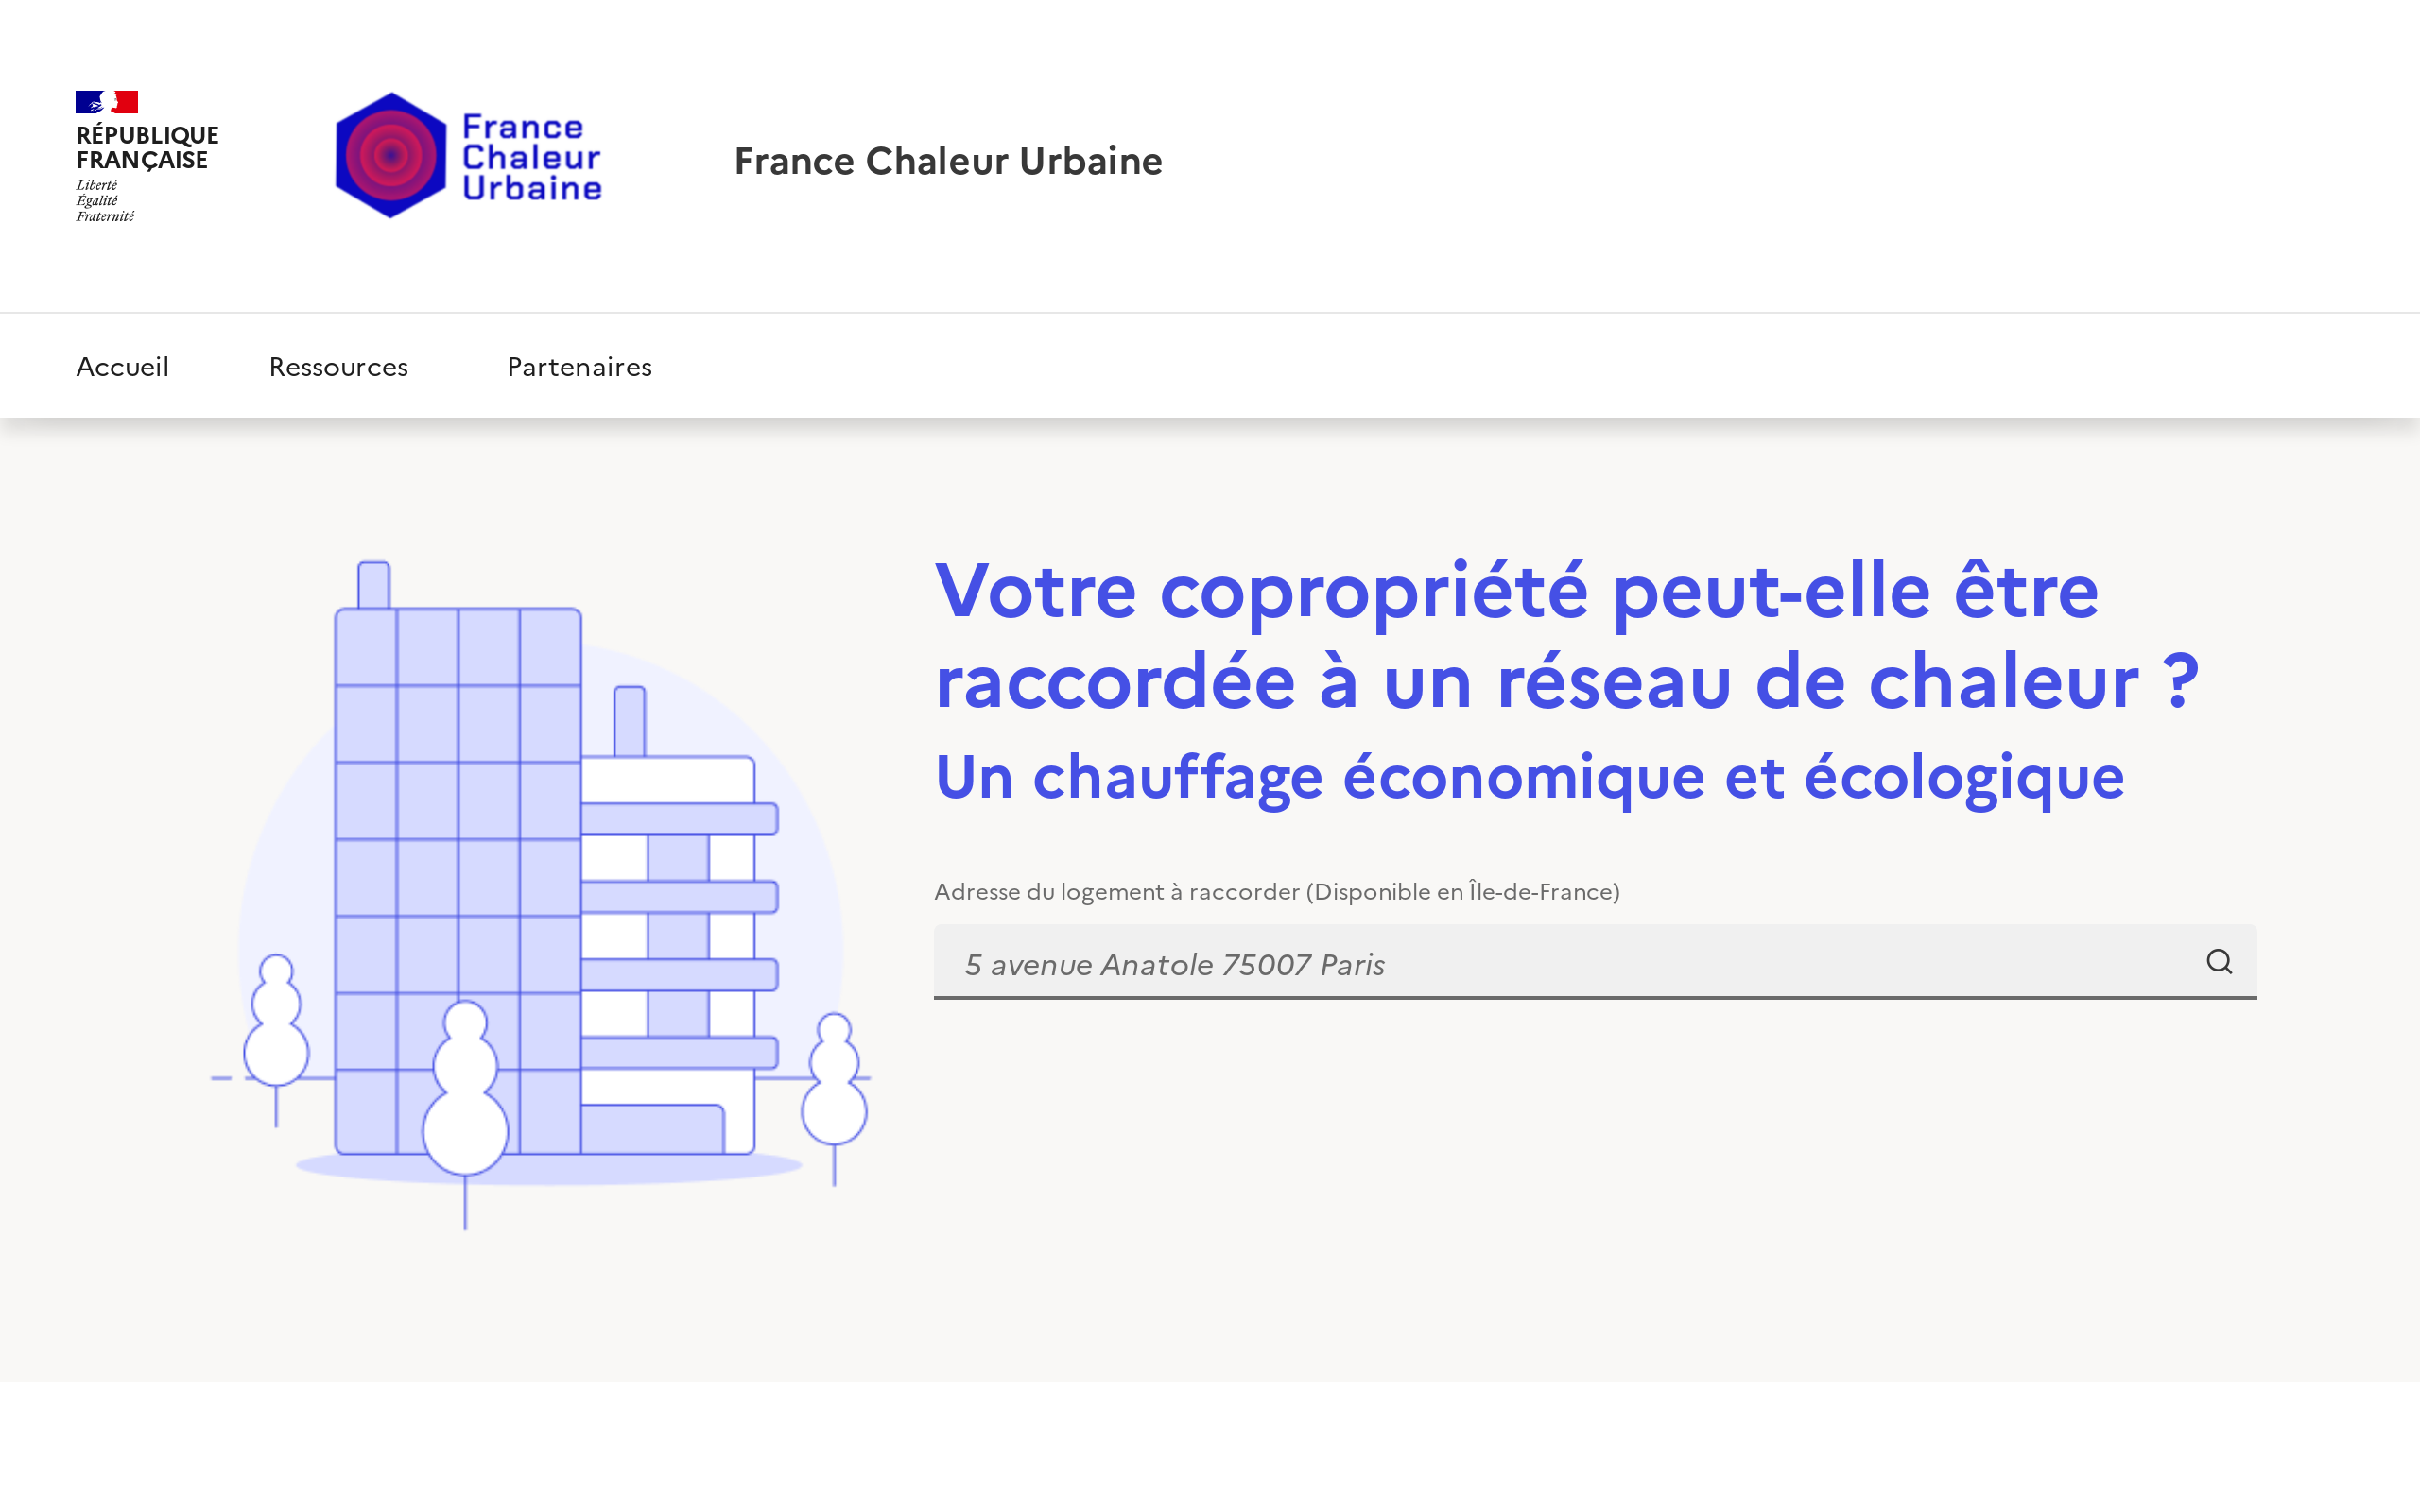 RÉPUBLIQUE
FRANÇAISE
Liberté
Égalité
Fraternité
France
Chaleur
Urbaine
France Chaleur Urbaine
Accueil
Ressources
Partenaires
Votre copropriété peut-elle être
raccordée à un réseau de chaleur ?
Un chauffage économique et écologique
Adresse du logement à raccorder (Disponible en Île-de-France)
5 avenue Anatole 75007 Paris